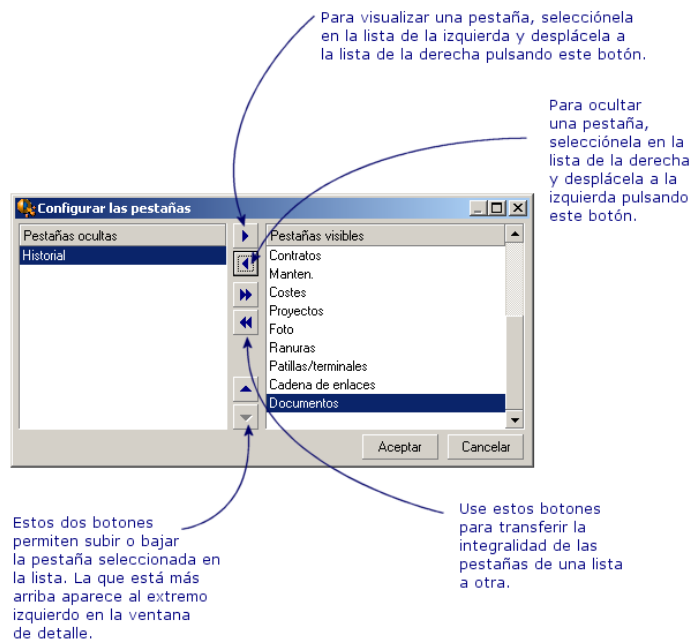 Para visualizar una pestaña, selecciónela
en la lista de la izquierda y desplácela a
la lista de la derecha pulsando este botón.
Para ocultar
una pestaña,
selecciónela en la
lista de la derecha
y desplácela a la
izquierda pulsando
este botón.
Configurar las pestañas
Pestañas ocultas
Historial
Pestañas visibles
Contratos
Manten.
Costes
Proyectos
Foto
Ranuras
Patillas/terminales
Cadena de enlaces
Documentos
Aceptar
Cancelar
Estos dos botones
permiten subir o bajar
la pestaña seleccionada en
la lista. La que está más
arriba aparece al extremo
izquierdo en la ventana
de detalle.
Use estos botones
para transferir la
integralidad de las
pestañas de una lista
a otra.